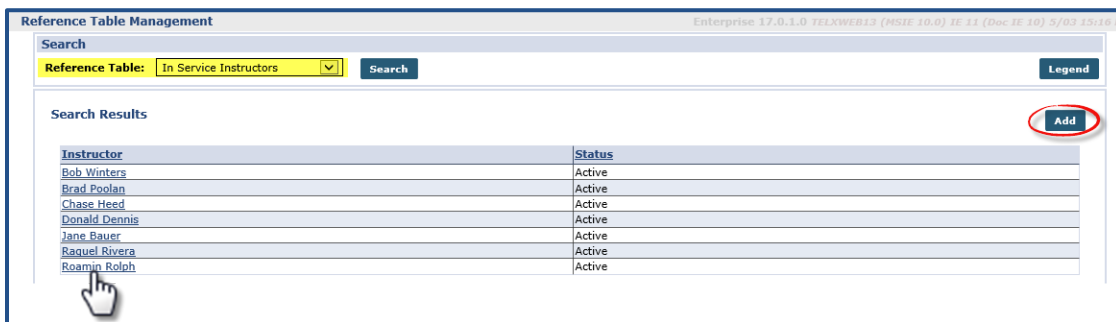 Reference Table Management Enterprise 17.0.1.0 TELXWEB13 (MSIE 10.0) IE 11 (Doc IE 10) 5/03 15:16
Search
Reference Table: In Service Instructors Search Legend
Search Results
Add
Instructor Status
Bob Winters Active
Brad Poolan Active
Chase Heed Active
Donald Dennis Active
Jane Bauer Active
Raquel Rivera Active
Roamin Rolph Active